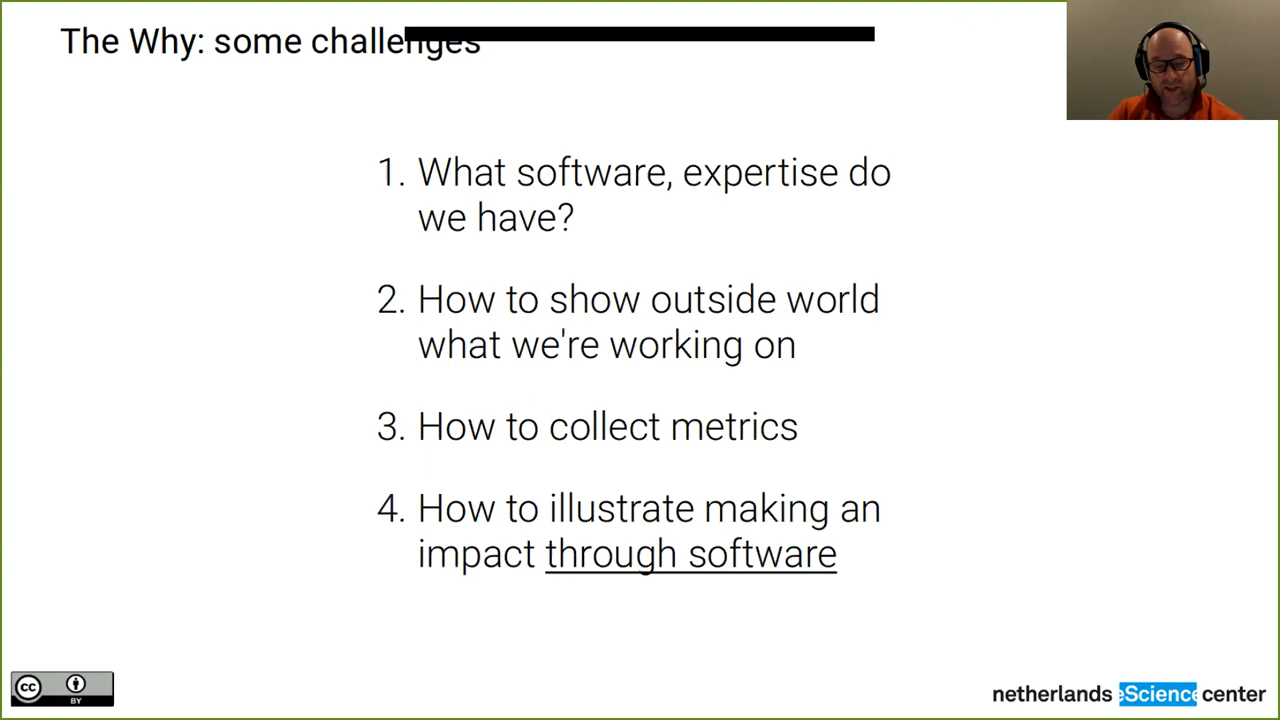 The Why: some challenges
1. What software, expertise do
we have?
2. How to show outside world
what we're working on
3. How to collect metrics
4. How to illustrate making an
impact through software
cc
BY
netherlands eScience center